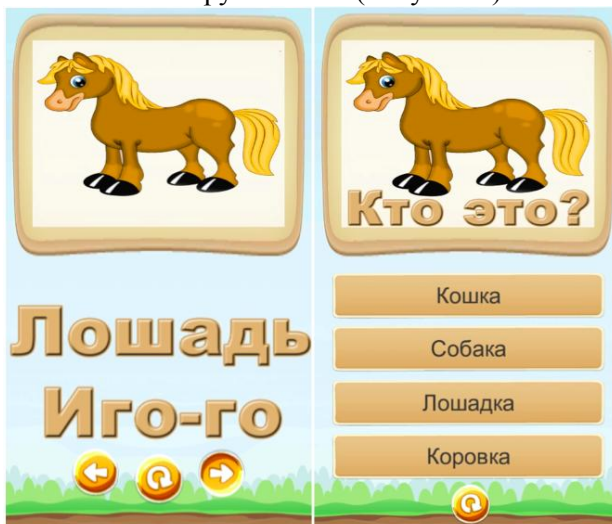 Лошадь
Иго-го
Кто это?
Кошка
Собака
Лошадка
Коровка